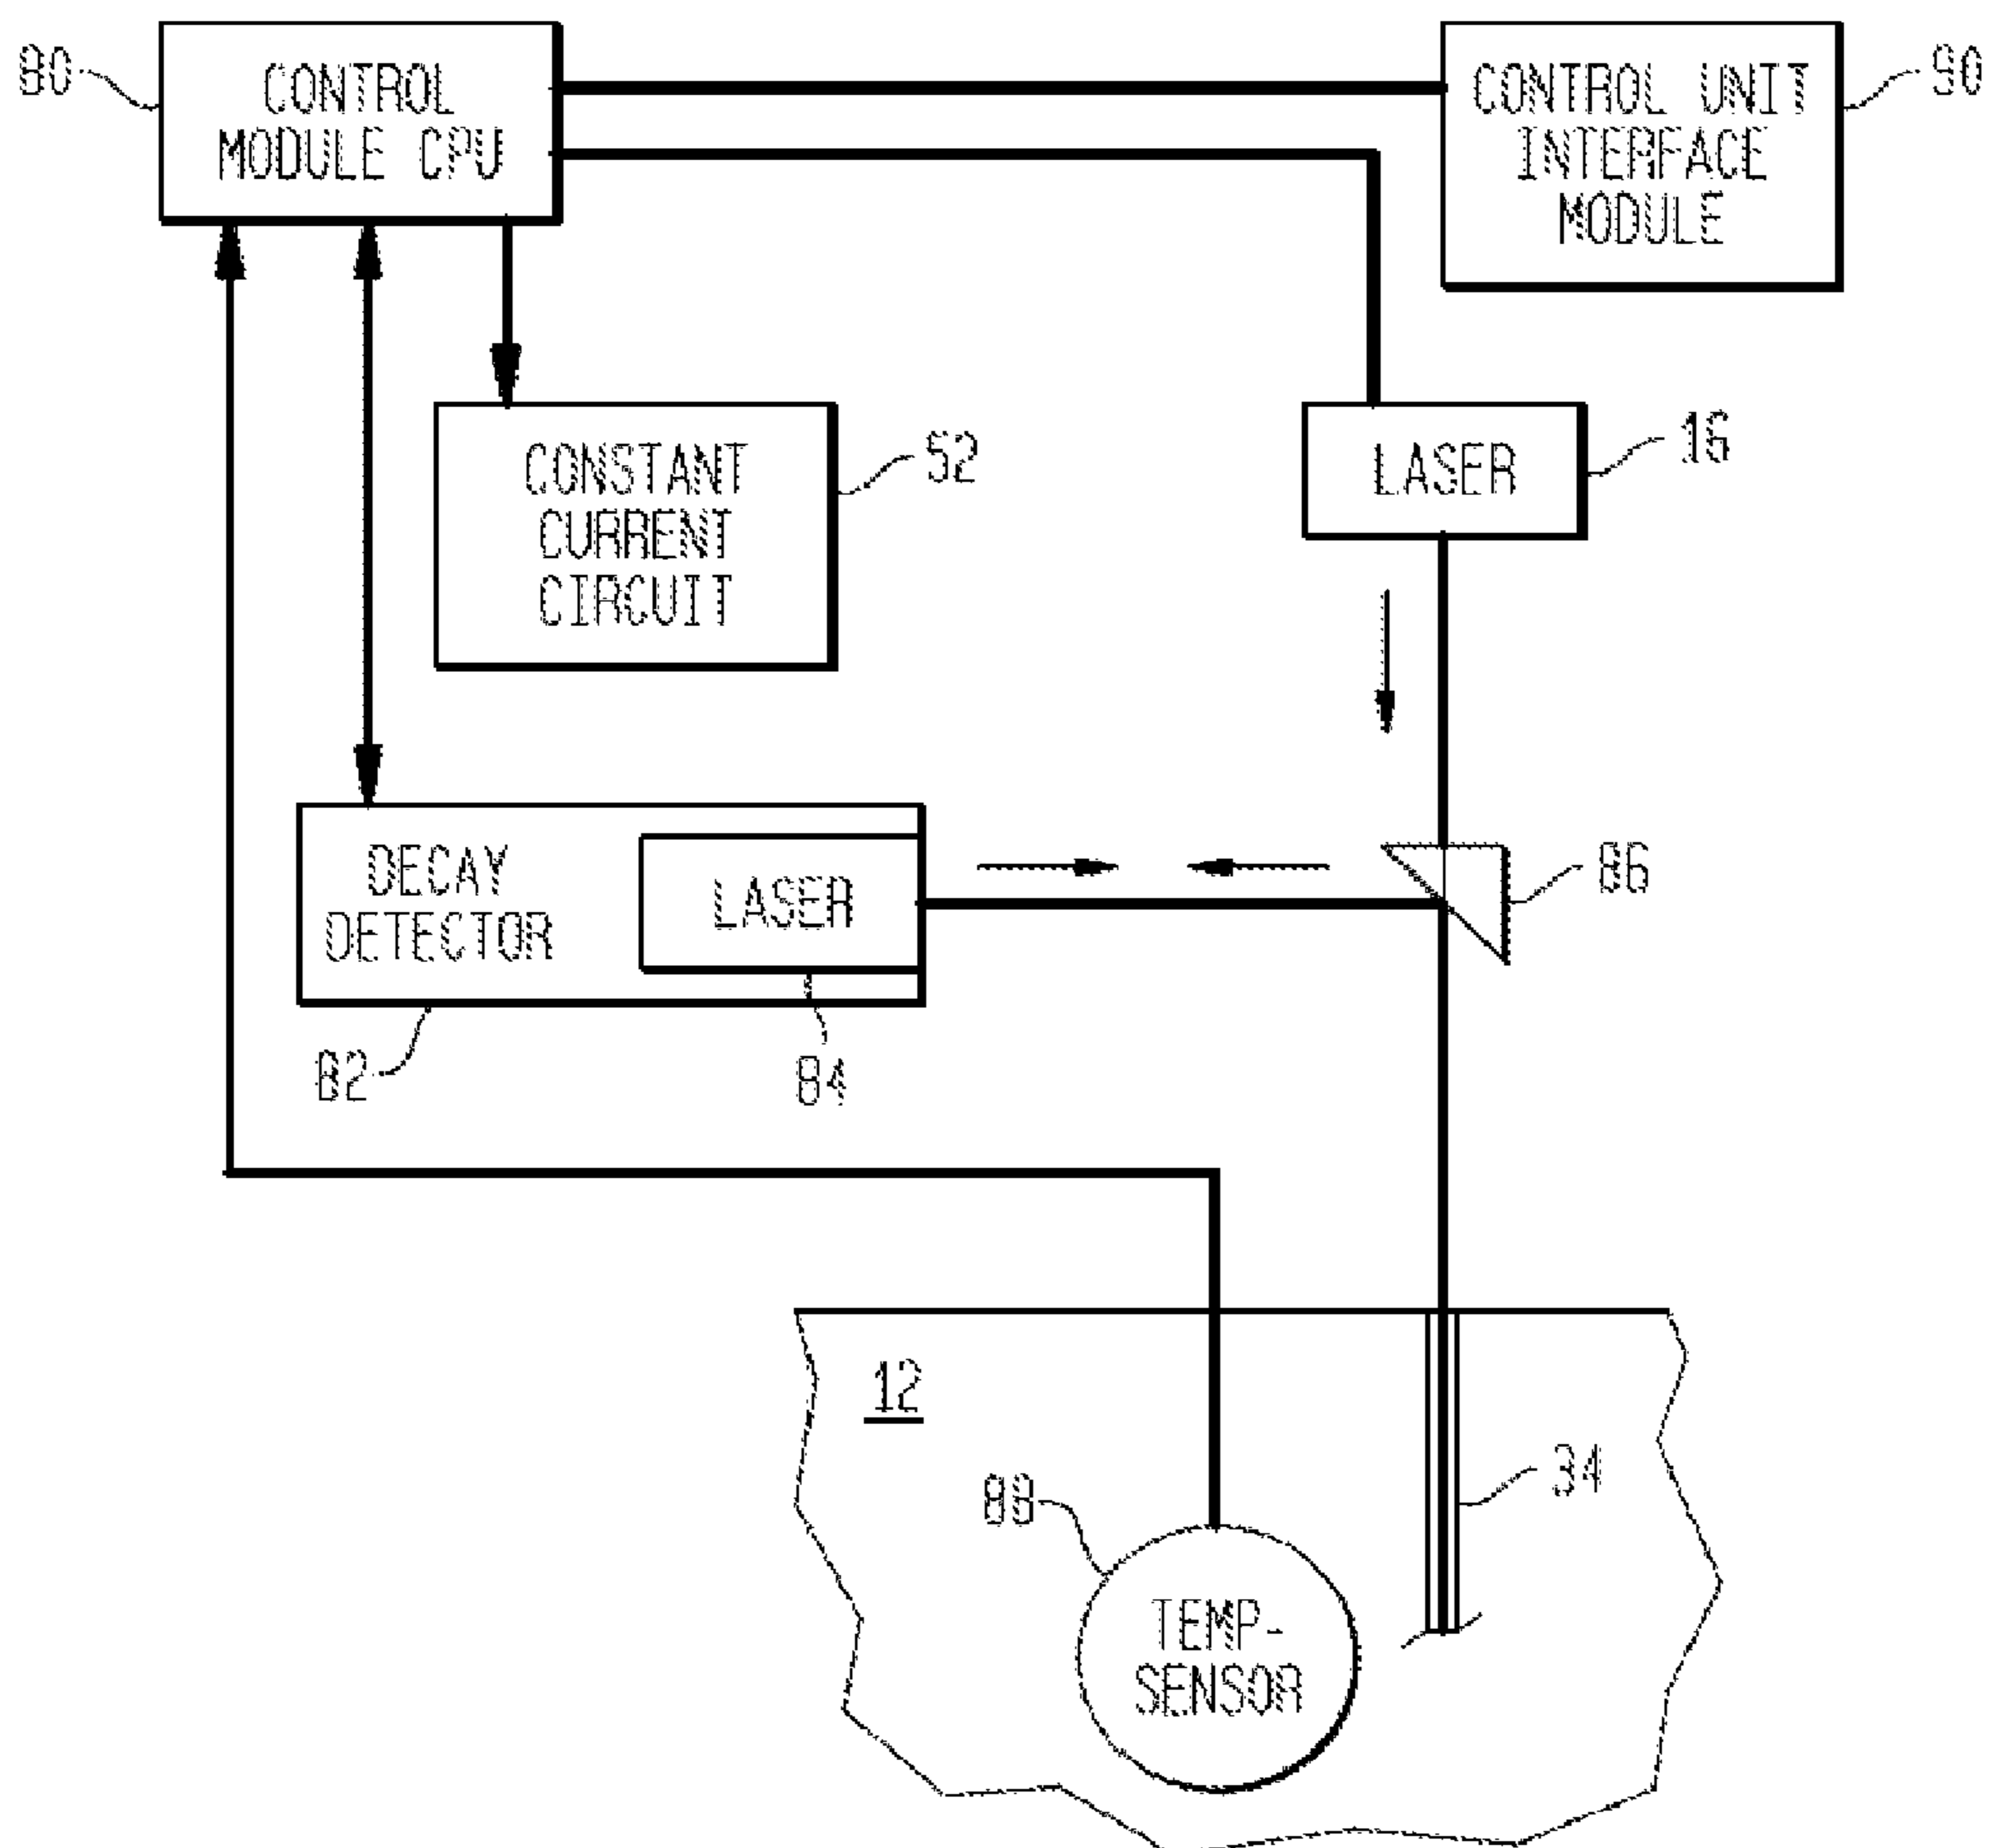 80
CONTROL
MODULE CPU
CONTROL UNIT
INTERFACE
MODULE
90
CONSTANT
CURRENT
CIRCUIT
52
LASER
16
DECAY
DETECTOR
LASER
86
82
84
12
88
34
TEMP-
SENSOR